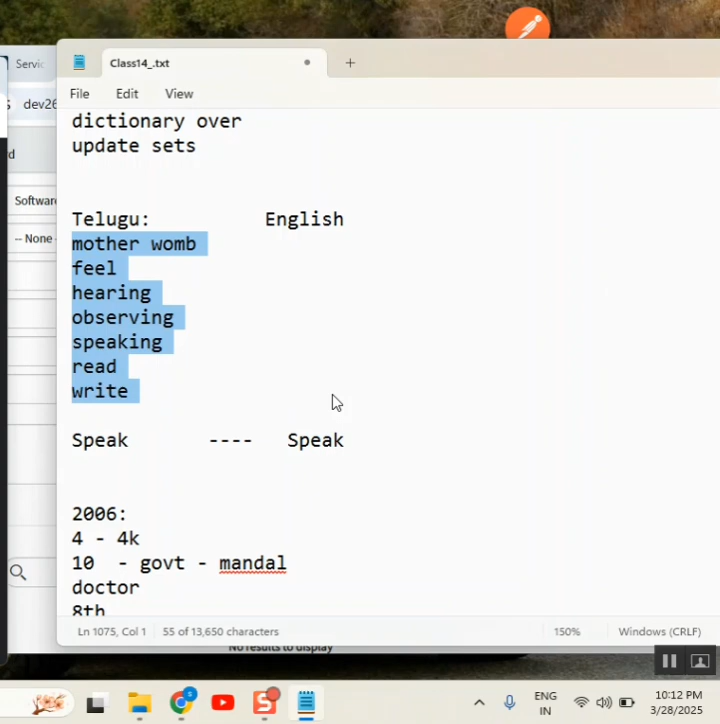 Servic
Class14_.txt
dev26
File Edit View
dictionary over
update sets
rd
Software
-- None -
Telugu: English
mother womb
feel
hearing
observing
speaking
read
write
Speak ---- Speak
2006:
4 - 4k
10 - govt - mandal
doctor
8th
Ln 1075, Col 1 55 of 13,650 characters 150% Windows (CRLF)
No results to display
ENG
IN
10:12 PM
3/28/2025